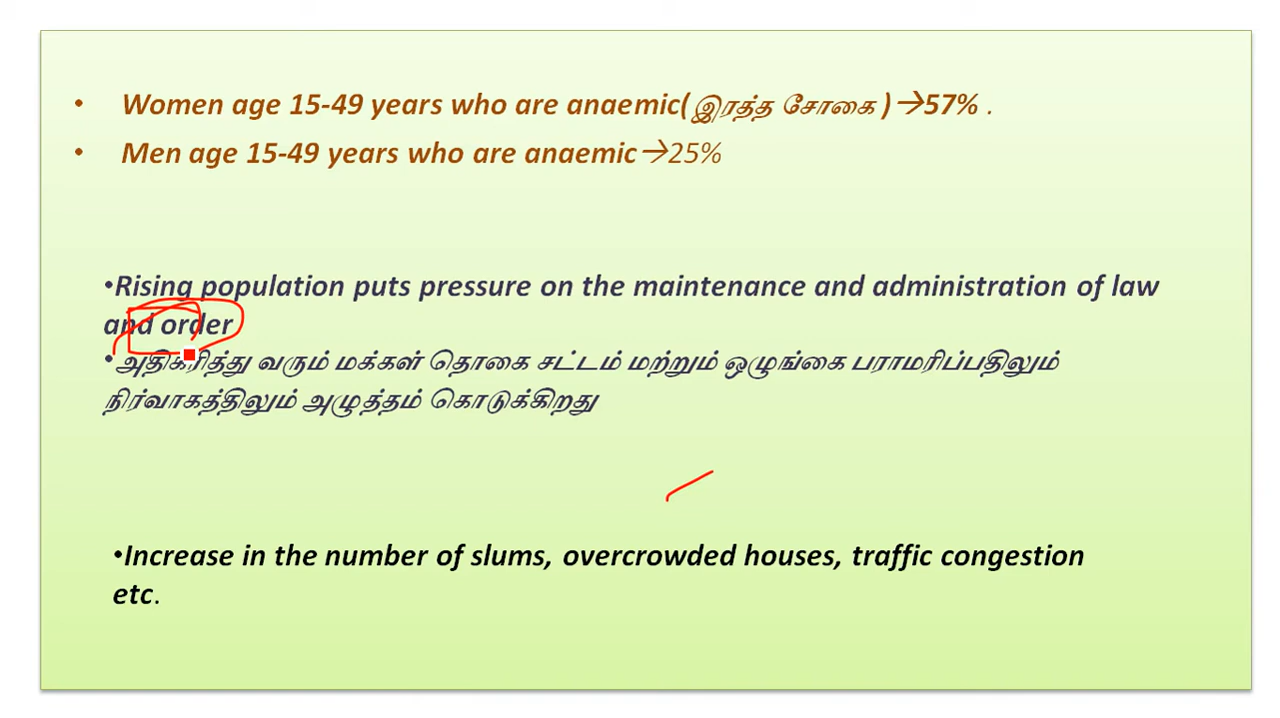 • Women age 15-49 years who are anaemic(இரத்த சோகை )→57% .
• Men age 15-49 years who are anaemic→25%
•Rising population puts pressure on the maintenance and administration of law
and order
•அதிகரித்து வரும் மக்கள் தொகை சட்டம் மற்றும் ஒழுங்கை பராமரிப்பதிலும்
நிர்வாகத்திலும் அழுத்தம் கொடுக்கிறது
•Increase in the number of slums, overcrowded houses, traffic congestion
etc.